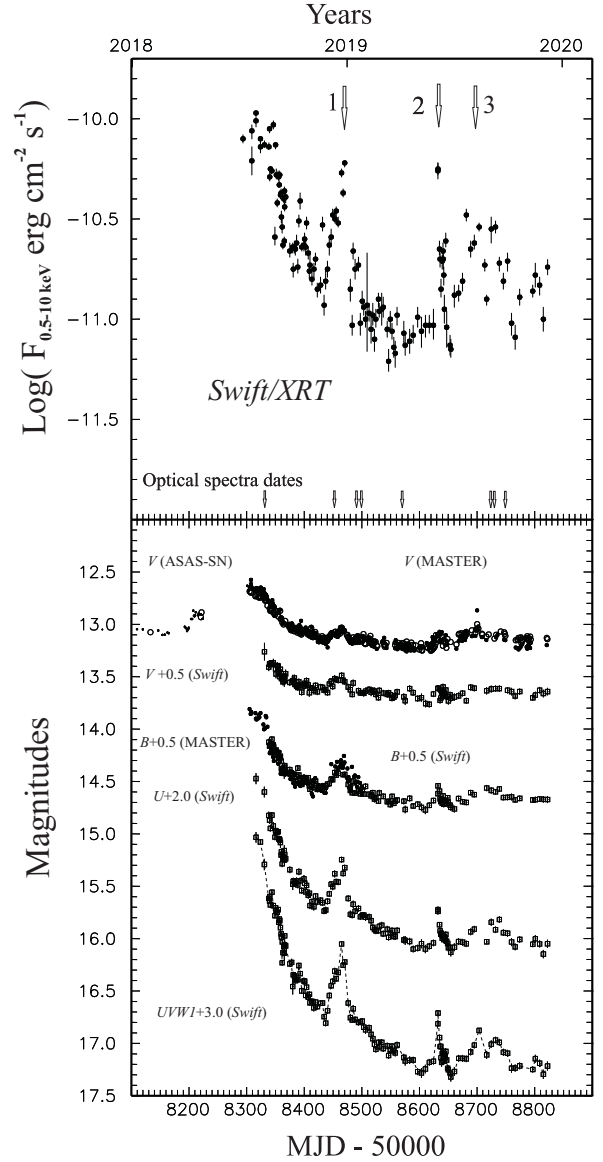 Years
2018 2019 2020
1 2 3
−10.0
−10.5
−11.0
−11.5
Log( F0.5-10 keV erg cm-2 s-1)
Swift/XRT
Optical spectra dates
V (ASAS-SN) V (MASTER)
V +0.5 (Swift)
B+0.5 (MASTER) B+0.5 (Swift)
U+2.0 (Swift)
UVW1+3.0 (Swift)
12.5
13.0
13.5
14.0
14.5
15.0
15.5
16.0
16.5
17.0
17.5
Magnitudes
8200 8300 8400 8500 8600 8700 8800
MJD - 50000